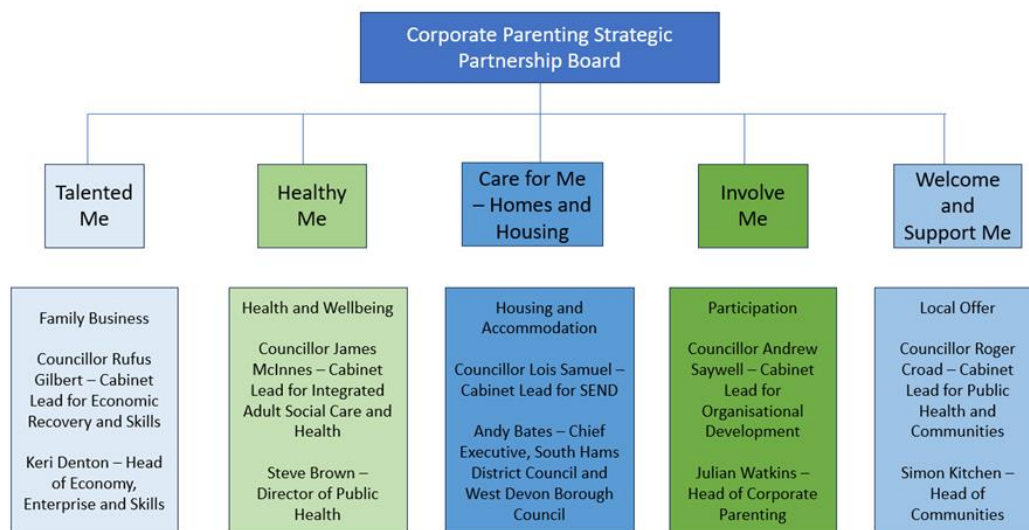 Corporate Parenting Strategic
Partnership Board
Talented
Me
Healthy
Me
Care for Me
– Homes and
Housing
Involve
Me
Welcome
and
Support Me
Family Business
Councillor Rufus
Gilbert – Cabinet
Lead for Economic
Recovery and Skills
Keri Denton – Head
of Economy,
Enterprise and Skills
Health and Wellbeing
Councillor James
McInnes – Cabinet
Lead for Integrated
Adult Social Care and
Health
Steve Brown –
Director of Public
Health
Housing and
Accommodation
Councillor Lois Samuel –
Cabinet Lead for SEND
Andy Bates – Chief
Executive, South Hams
District Council and
West Devon Borough
Council
Participation
Councillor Andrew
Saywell – Cabinet
Lead for
Organisational
Development
Julian Watkins –
Head of Corporate
Parenting
Local Offer
Councillor Roger
Croad – Cabinet
Lead for Public
Health and
Communities
Simon Kitchen –
Head of
Communities